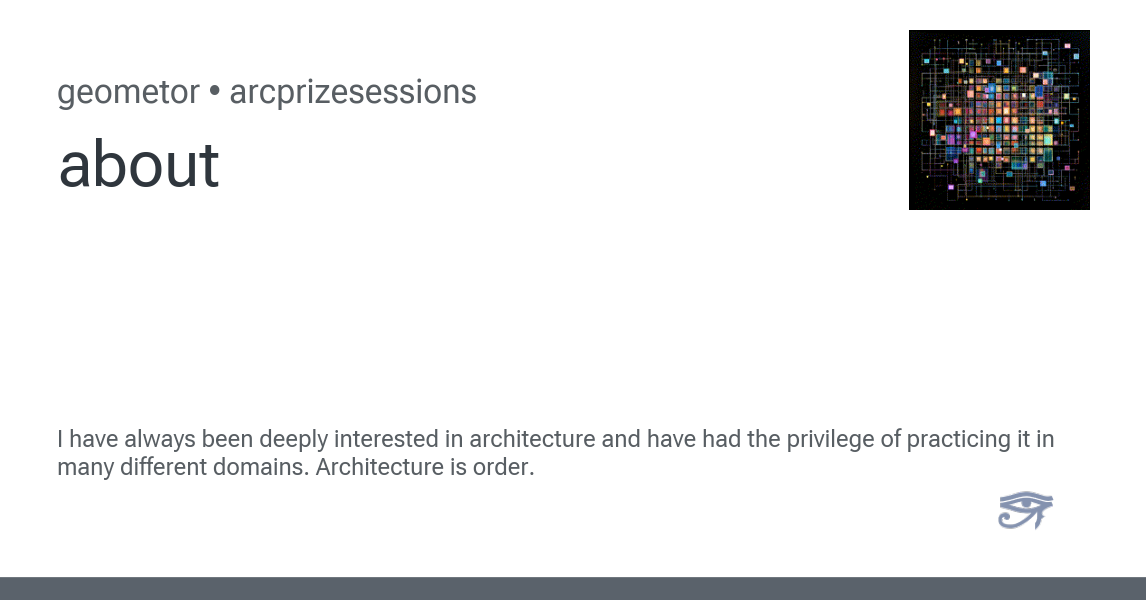 geometor • arcprizesessions
about
I have always been deeply interested in architecture and have had the privilege of practicing it in
many different domains. Architecture is order.